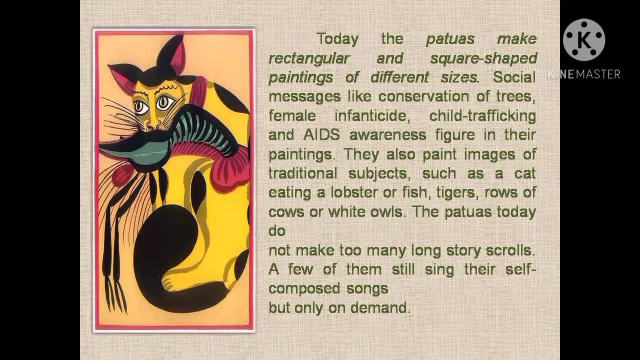 Today the patuas make
rectangular and square-shaped
paintings of different sizes. Social
messages like conservation of trees,
female infanticide, child-trafficking
and AIDS awareness figure in their
paintings. They also paint images of
traditional subjects, such as a cat
eating a lobster or fish, tigers, rows of
cows or white owls. The patuas today
do
not make too many long story scrolls.
A few of them still sing their self-
composed songs
but only on demand.
KINEMASTER